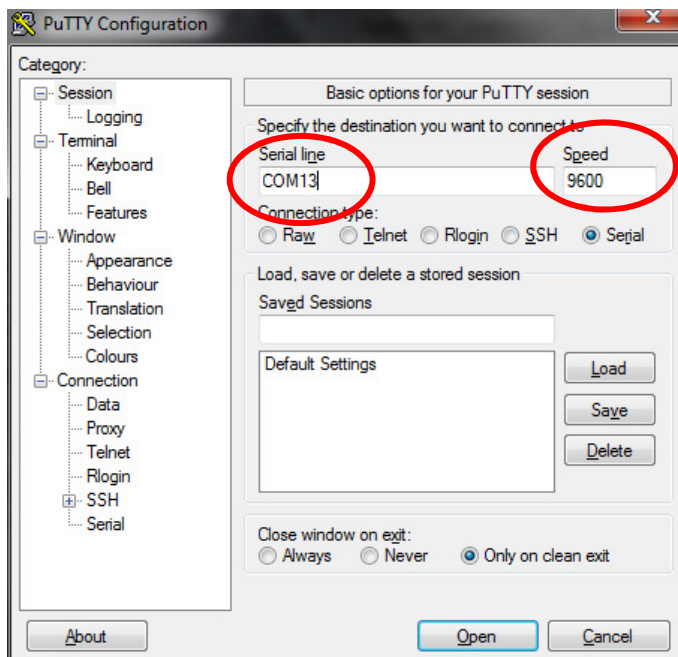 PuTTY Configuration
Category:
Session
Logging
Terminal
Keyboard
Bell
Features
Window
Appearance
Behaviour
Translation
Selection
Colours
Connection
Data
Proxy
Telnet
Rlogin
SSH
Serial
Basic options for your PuTTY session
Specify the destination you want to connect to
Serial line Speed
COM13 9600
Connection type:
Raw Telnet Rlogin SSH Serial
Load, save or delete a stored session
Saved Sessions
Default Settings
Load
Save
Delete
Close window on exit:
Always Never Only on clean exit
About Open Cancel